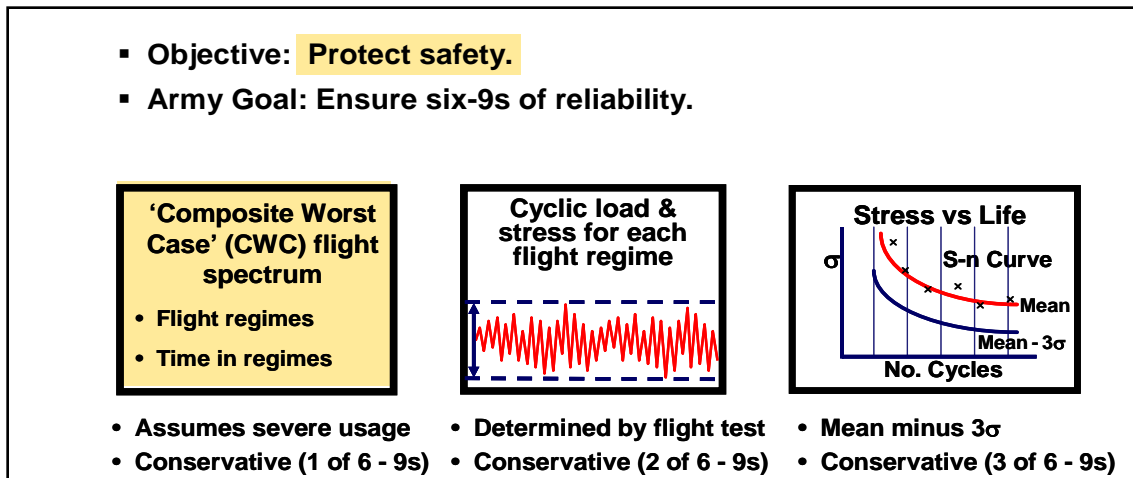 ▪ Objective: Protect safety.
▪ Army Goal: Ensure six-9s of reliability.
‘Composite Worst
Case’ (CWC) flight
spectrum
• Flight regimes
• Time in regimes
Cyclic load &
stress for each
flight regime
Stress vs Life
σ
S-n Curve
Mean
Mean - 3σ
No. Cycles
• Assumes severe usage
• Conservative (1 of 6 - 9s)
• Determined by flight test
• Conservative (2 of 6 - 9s)
• Mean minus 3σ
• Conservative (3 of 6 - 9s)